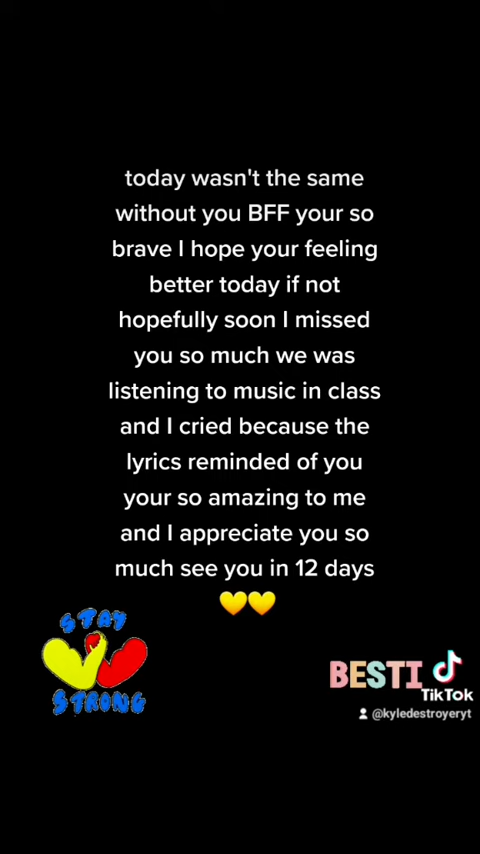 today wasn't the same
without you BFF your so
brave I hope your feeling
better today if not
hopefully soon I missed
you so much we was
listening to music in class
and I cried because the
lyrics reminded of you
your so amazing to me
and I appreciate you so
much see you in 12 days
💛💛
STAY
STRONG
BESTI
TikTok
@kyledestroyeryt